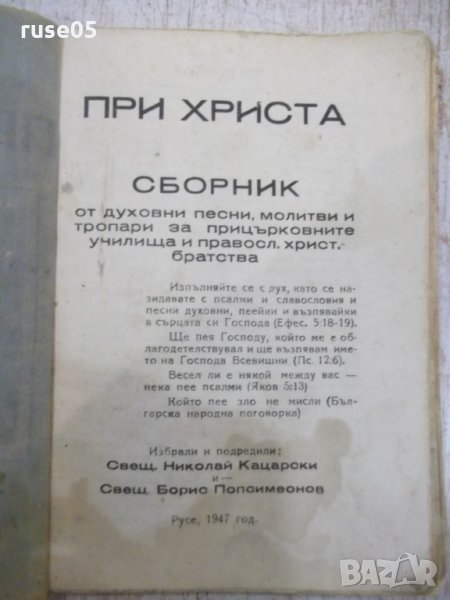 ruse05
ПРИ ХРИСТА
СБОРНИК
от духовни песни, молитви и
тропари за прицърковните
училища и правосл. христ.
братства
Изпълняйте се с дух, като се на-
зидавате с псалми и славословия и
песни духовни, пеейки и възпявайки
в сърцата си Господа (Ефес. 5:18-19).
Ще пея Господу, който ме е об-
лагодетелствувал и ще възпявам име-
то на Господа Всевишни (Пс. 12:6).
Весел ли е някой между вас —
нека пее псалми (Яков 5:13)
Който пее зло не мисли (Бъл-
гарска народна поговорка)
Избрали и подредили:
Свещ. Николай Кацарски
и —
Свещ. Борис Попсимеонов
Русе, 1947 год.
BAZAR